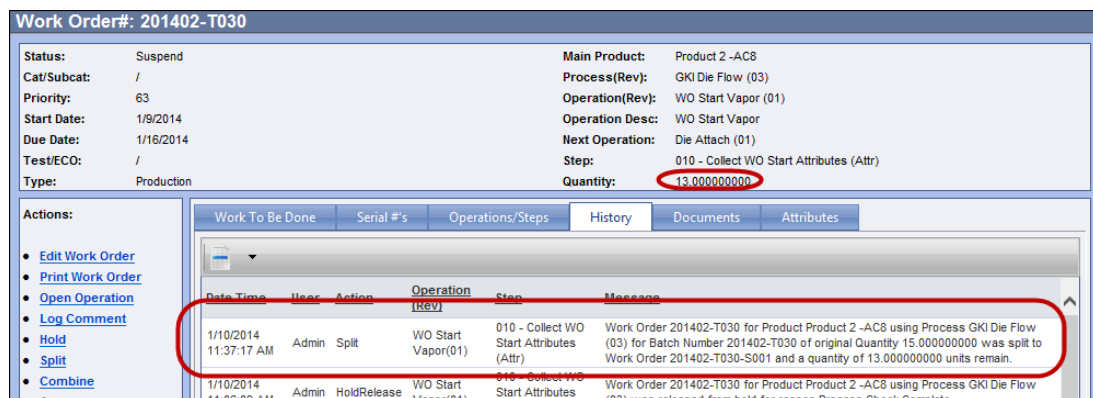 Work Order#: 201402-T030
Status: Suspend Main Product: Product 2 -AC8
Cat/Subcat: / Process(Rev): GKI Die Flow (03)
Priority: 63 Operation(Rev): WO Start Vapor (01)
Start Date: 1/9/2014 Operation Desc: WO Start Vapor
Due Date: 1/16/2014 Next Operation: Die Attach (01)
Test/ECO: / Step: 010 - Collect WO Start Attributes (Attr)
Type: Production Quantity: 13.000000000
Actions:
Work To Be Done Serial #'s Operations/Steps History Documents Attributes
Edit Work Order
Print Work Order
Open Operation
Log Comment
Hold
Split
Combine
Date Time User Action Operation (Rev) Step Message
1/10/2014 11:37:17 AM Admin Split WO Start Vapor(01) 010 - Collect WO Start Attributes (Attr) Work Order 201402-T030 for Product Product 2 -AC8 using Process GKI Die Flow
(03) for Batch Number 201402-T030 of original Quantity 15.000000000 was split to
Work Order 201402-T030-S001 and a quantity of 13.000000000 units remain.
1/10/2014 Admin HoldRelease WO Start 010 - Collect WO Start Attributes Work Order 201402-T030 for Product Product 2 -AC8 using Process GKI Die Flow